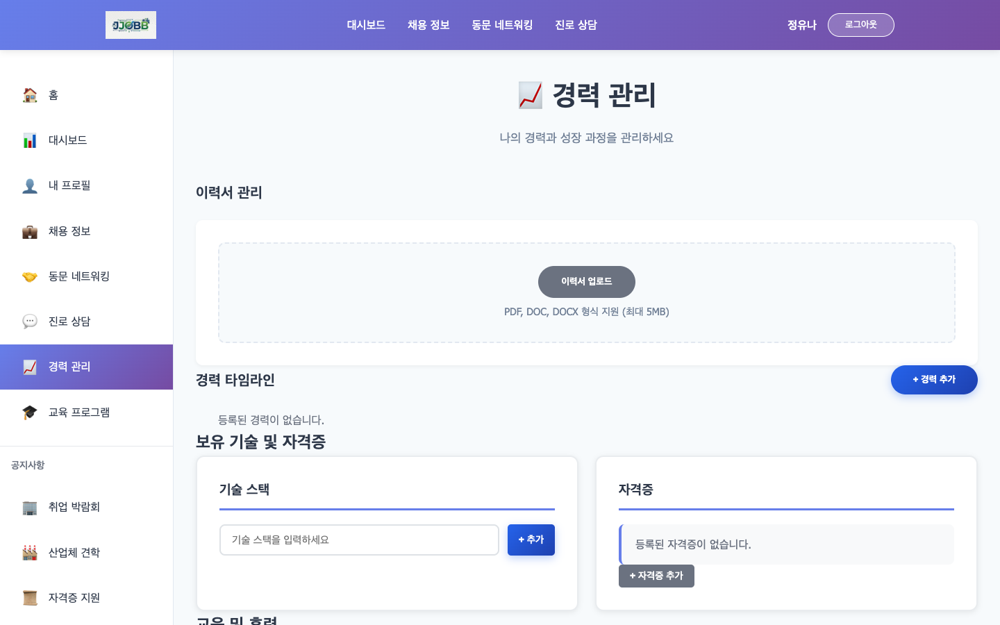 JJOBB
대시보드
채용 정보
동문 네트워킹
진로 상담
정유나
로그아웃
홈
대시보드
내 프로필
채용 정보
동문 네트워킹
진로 상담
경력 관리
교육 프로그램
공지사항
취업 박람회
산업체 견학
자격증 지원
경력 관리
나의 경력과 성장 과정을 관리하세요
이력서 관리
이력서 업로드
PDF, DOC, DOCX 형식 지원 (최대 5MB)
경력 타임라인
+ 경력 추가
등록된 경력이 없습니다.
보유 기술 및 자격증
기술 스택
기술 스택을 입력하세요
+ 추가
자격증
등록된 자격증이 없습니다.
+ 자격증 추가
교육 및 훈련